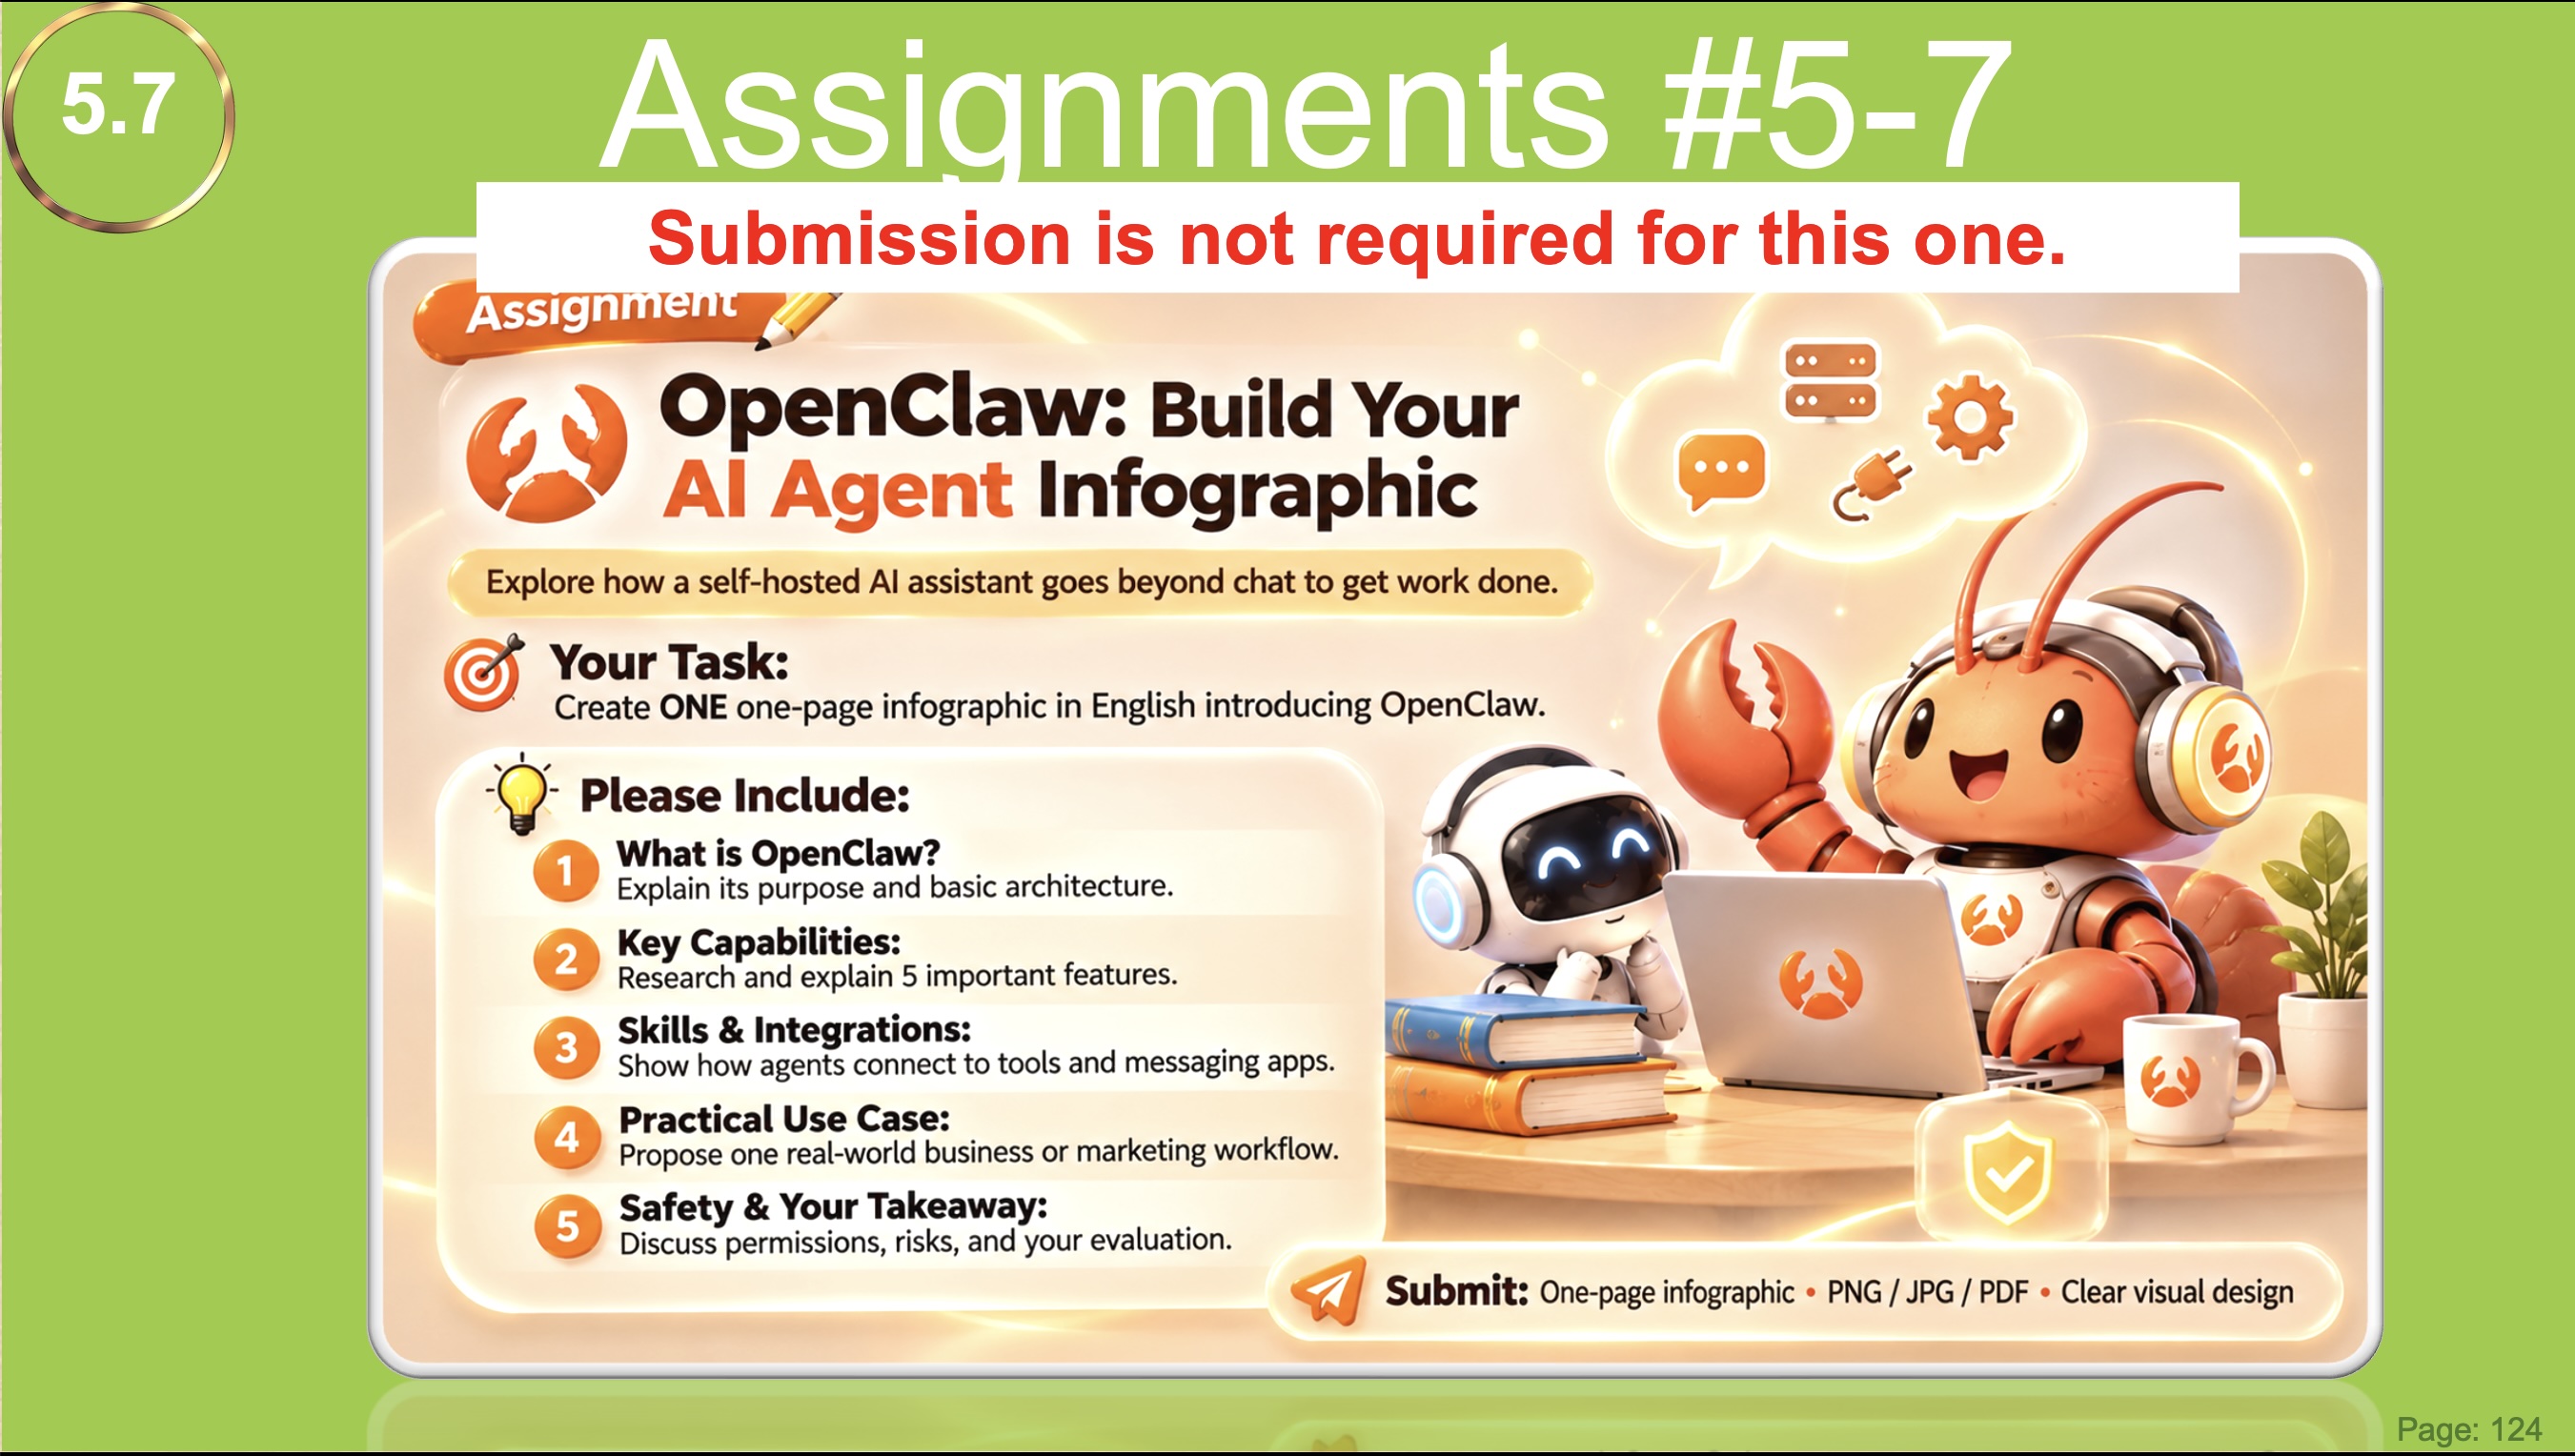 5.7
Assignments #5-7
Submission is not required for this one.
Assignment
OpenClaw: Build Your
AI Agent Infographic
Explore how a self-hosted AI assistant goes beyond chat to get work done.
Your Task:
Create ONE one-page infographic in English introducing OpenClaw.
Please Include:
1 What is OpenClaw?
Explain its purpose and basic architecture.
2 Key Capabilities:
Research and explain 5 important features.
3 Skills & Integrations:
Show how agents connect to tools and messaging apps.
4 Practical Use Case:
Propose one real-world business or marketing workflow.
5 Safety & Your Takeaway:
Discuss permissions, risks, and your evaluation.
Submit: One-page infographic • PNG / JPG / PDF • Clear visual design
Page: 124